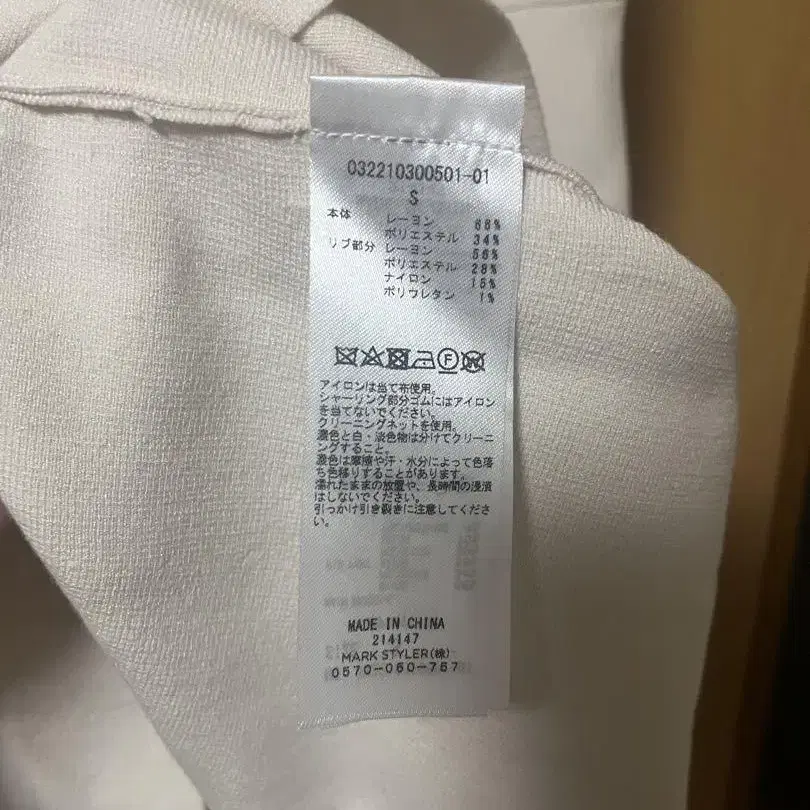 032210300501-01
S
本体 レーヨン 66%
ポリエステル 34%
リブ部分 レーヨン 56%
ポリエステル 28%
ナイロン 15%
ポリウレタン 1%
アイロンは当て布使用。
シャーリング部分ゴムにはアイロン
を当てないでください。
クリーニングネットを使用。
濃色と白・淡色物は分けてクリーニ
ングすること。
濃色は摩擦や汗・水分によって色落
ち色移りすることがあります。
濡れたままの放置や、長時間の浸漬
はしないでください。
引っかけ引き裂きに注意してくださ
い。
MADE IN CHINA
214147
MARK STYLER(株)
0570-060-757